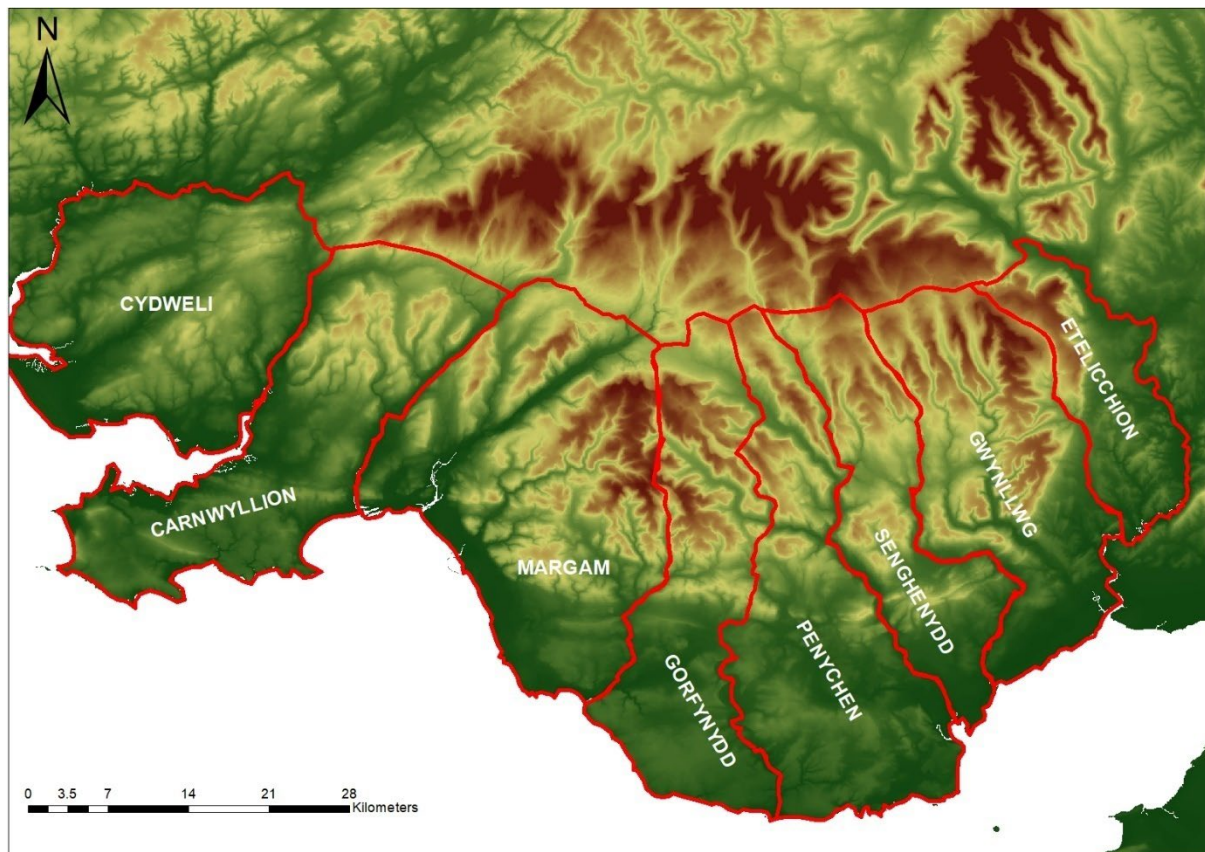 N
CYDWELI
ETELICCHION
GWYNLLWG
CARNWYLLION
SENGHENYDD
MARGAM
PENYCHEN
GORFYNYDD
0 3.5 7 14 21 28
Kilometers